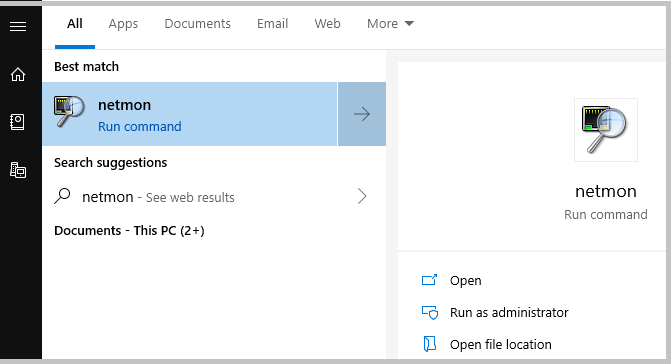 All Apps Documents Email Web More
Best match
netmon
Run command
Search suggestions
netmon - See web results
Documents - This PC (2+)
netmon
Run command
Open
Run as administrator
Open file location